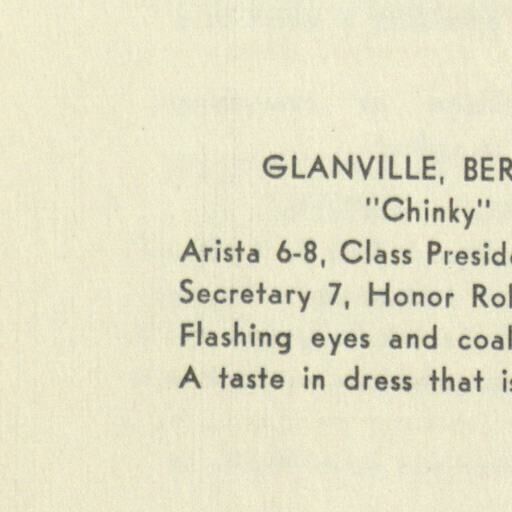 GLANVILLE, BER
"Chinky"
Arista 6-8, Class Presid
Secretary 7, Honor Rol
Flashing eyes and coal
A taste in dress that is